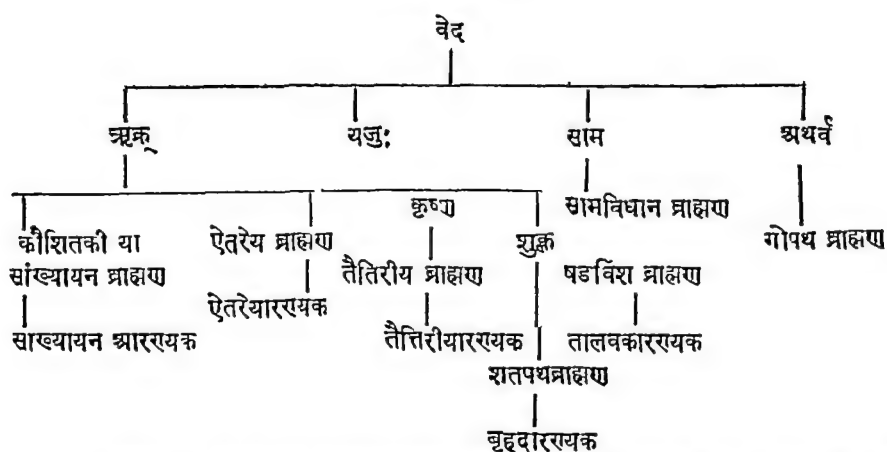 वेद
ऋक्
यजु:
साम
अथर्व
कौशितकी या
सांख्यायन ब्राह्मण
साख्यायन आरण्यक
ऐतरेय ब्राह्मण
ऐतरेयारण्यक
कृष्ण
तैतिरीय ब्राह्मण
तैत्तिरीयारण्यक
शुक्ल
शतपथब्राह्मण
बृहदारण्यक
सामविधान ब्राह्मण
षडविंश ब्राह्मण
तालवकारण्यक
गोपथ ब्राह्मण